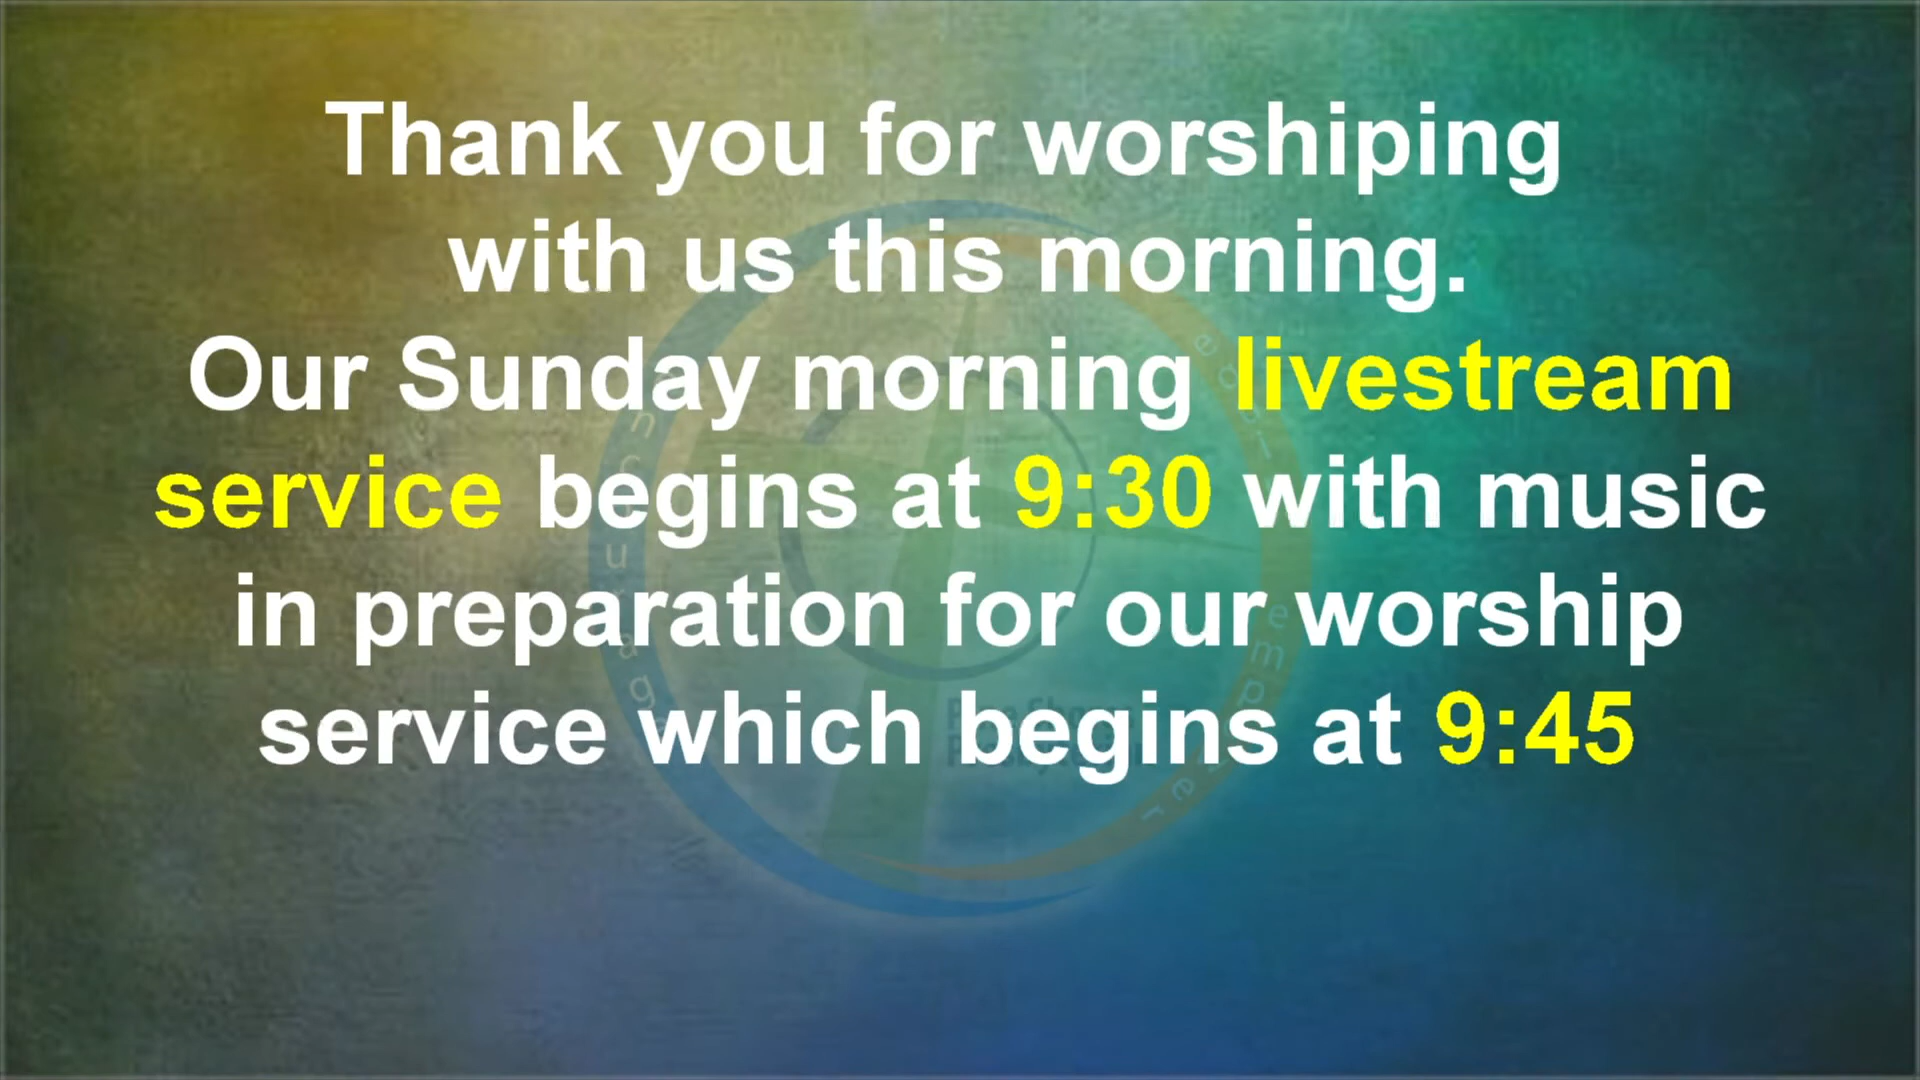 Thank you for worshiping
with us this morning.
Our Sunday morning livestream
service begins at 9:30 with music
in preparation for our worship
service which begins at 9:45